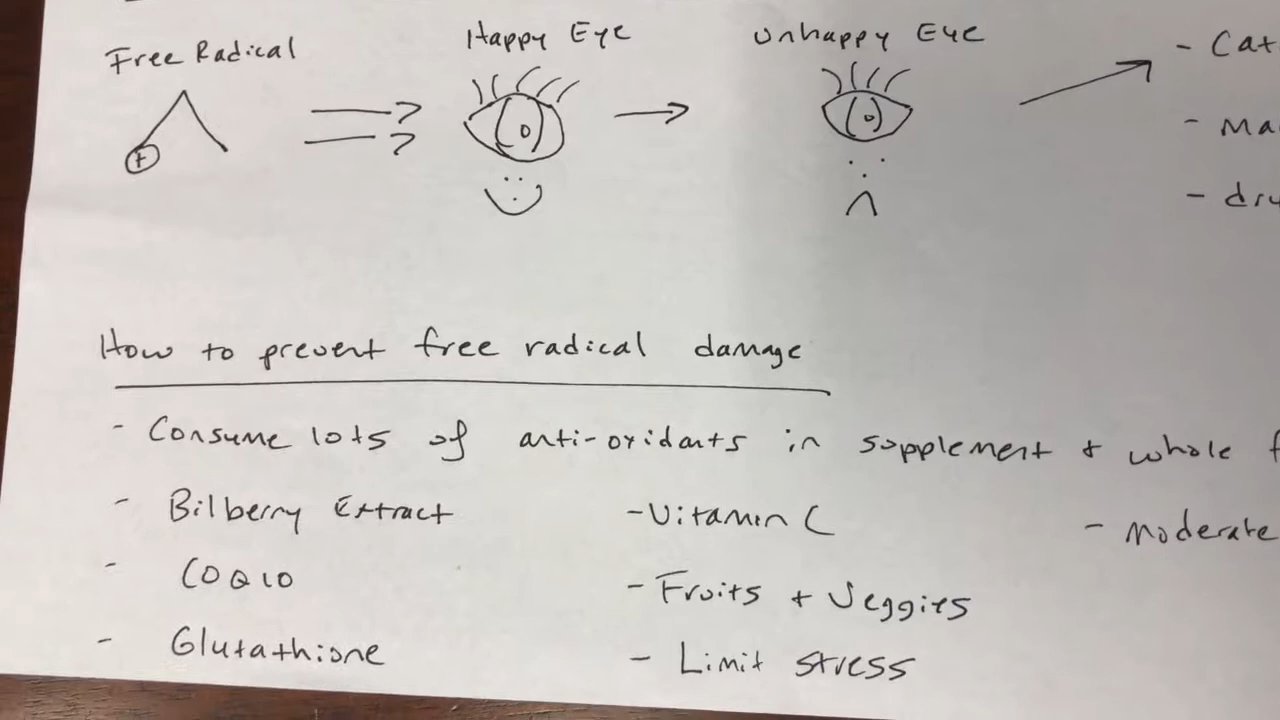 Free Radical
Happy Eye
Unhappy Eye
- Cat
- Ma
- dry
How to prevent free radical damage
- Consume lots of anti-oxidants in supplement + whole f
- Bilberry Extract
- Vitamin C
- Moderate
- COQ10
- Fruits + Veggies
- Glutathione
- Limit stress